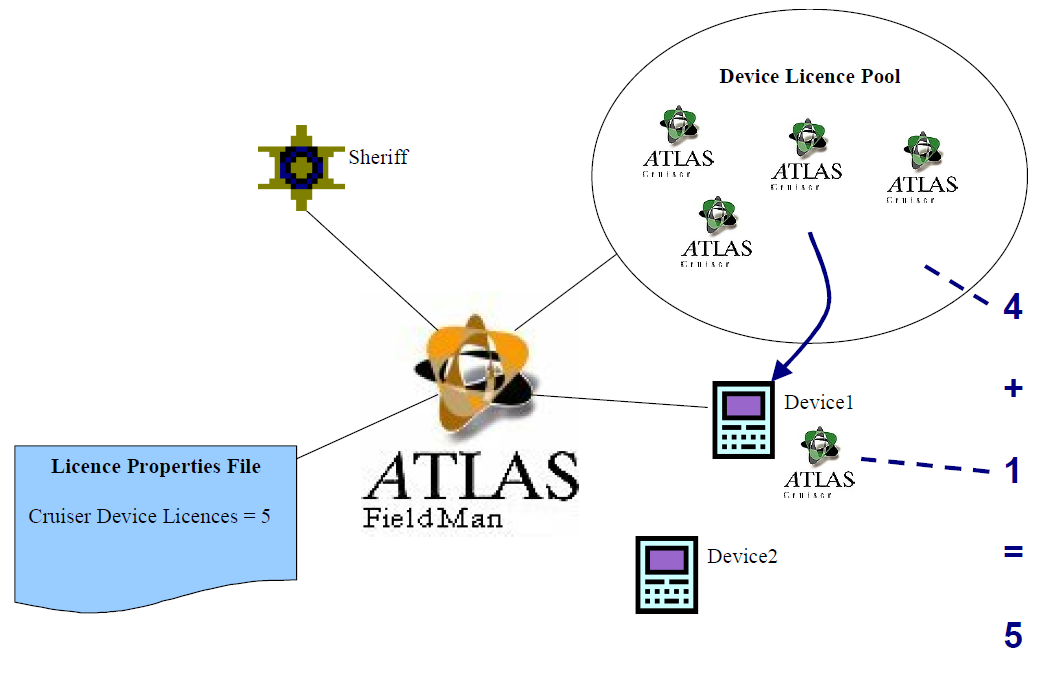 Device Licence Pool
ATLAS
Cruiser
ATLAS
Cruiser
ATLAS
Cruiser
ATLAS
Cruiser
Sheriff
4
+
Device1
ATLAS
Cruiser
1
Licence Properties File
Cruiser Device Licences = 5
ATLAS
FieldMan
Device2
=
5